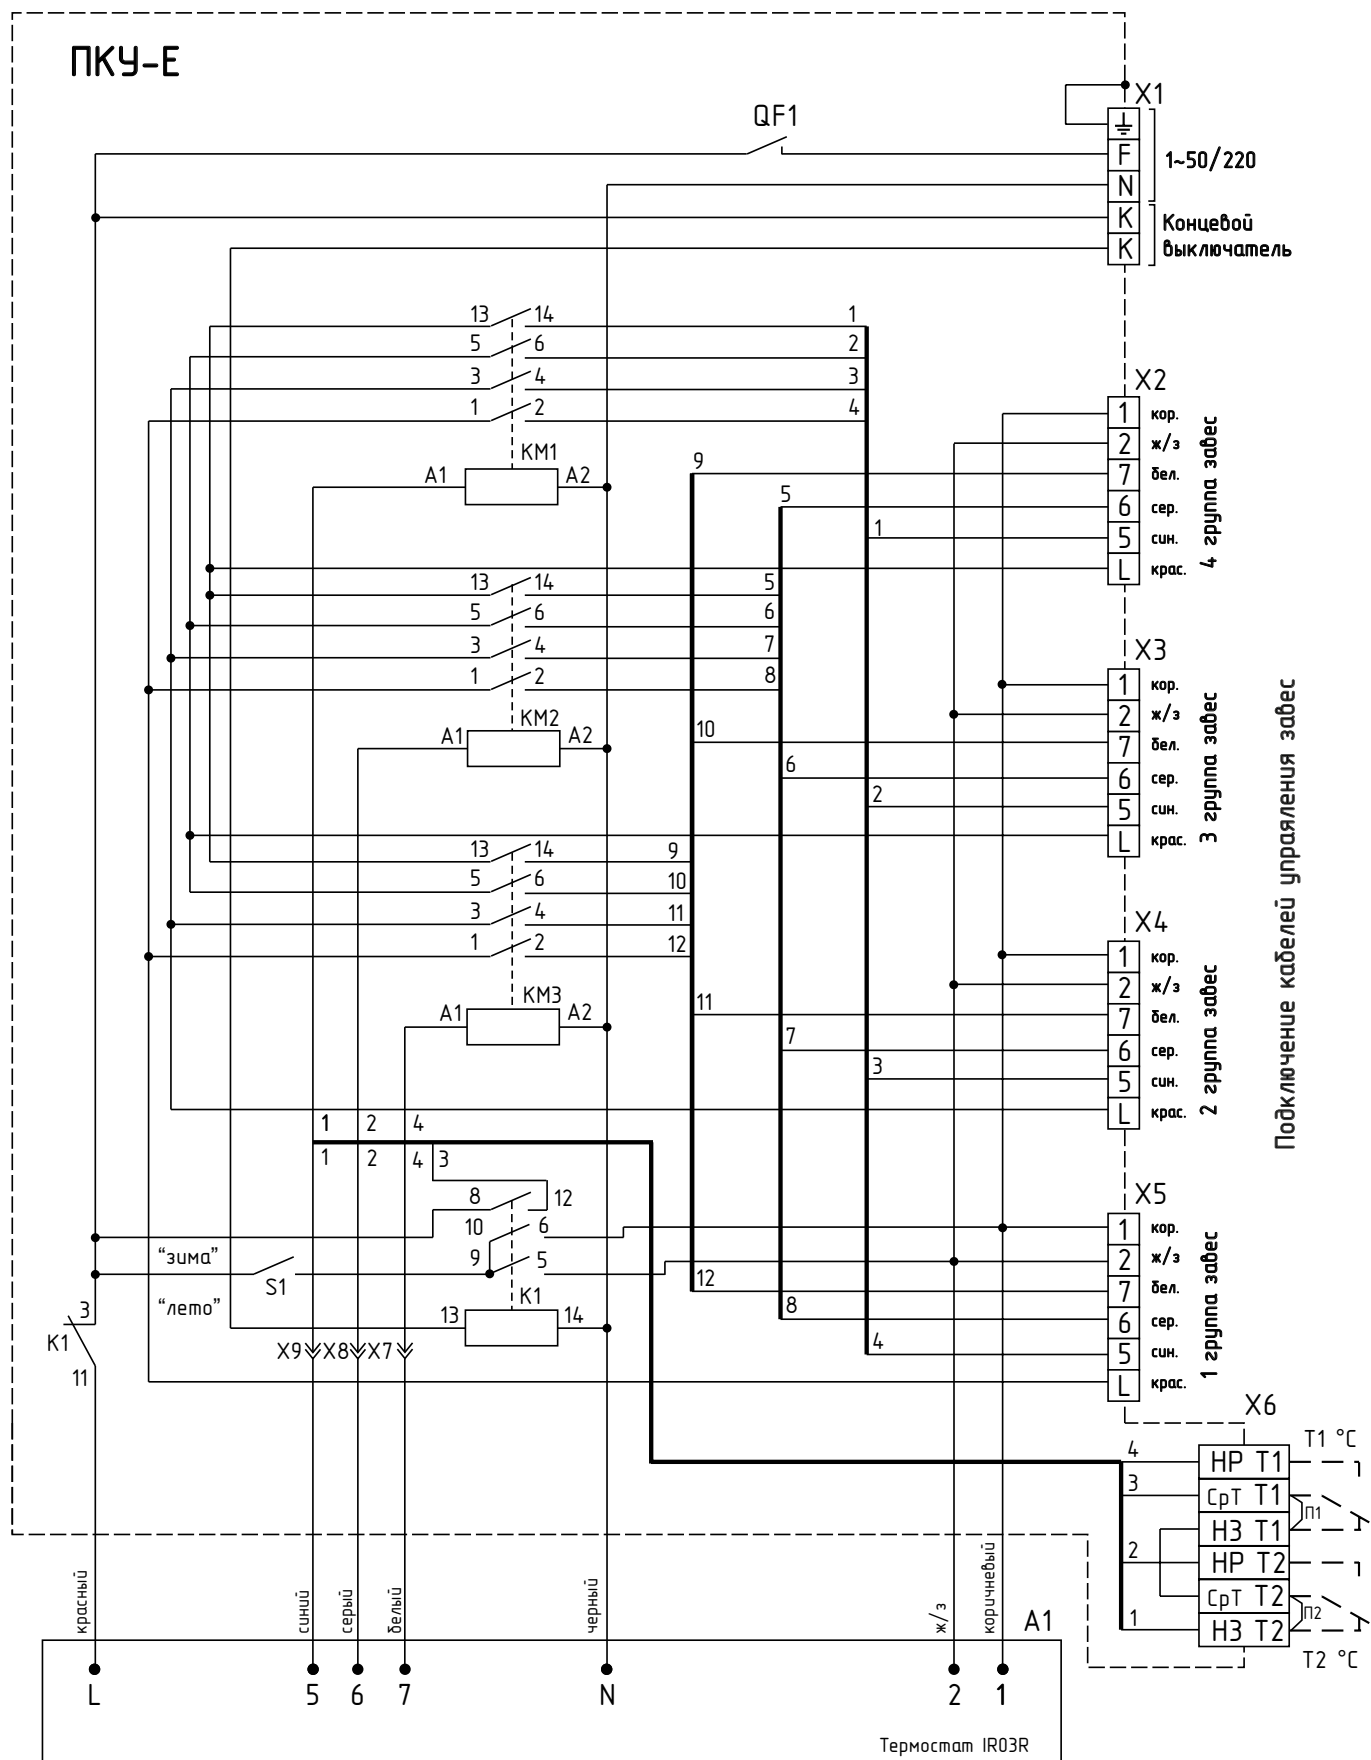 ПКУ-Е
QF1
X1
F
N
K
K
1~50/220
Концевой
выключатель
13 14 1
5 6 2
3 4 3
1 2 4
KM1
A1 A2
X2
1 кор.
2 ж/з
9 7 бел.
5 6 сер.
1 5 син.
L крас.
4 группа завес
13 14 5
5 6 6
3 4 7
1 2 8
KM2
A1 A2
X3
1 кор.
2 ж/з
10 7 бел.
6 6 сер.
2 5 син.
L крас.
3 группа завес
13 14 9
5 6 10
3 4 11
1 2 12
KM3
A1 A2
X4
1 кор.
2 ж/з
11 7 бел.
7 6 сер.
3 5 син.
L крас.
2 группа завес
Подключение кабелей упраяления завес
1 2 4
1 2 4 3
8 12
10 6
9 5
"зима"
S1
"лето"
K1
13 14
3
K1
11
X9 X8 X7
X5
1 кор.
2 ж/з
12 7 бел.
8 6 сер.
4 5 син.
L крас.
1 группа завес
X6
T1 °C
4 НР T1
3 СрТ T1
П1
НЗ T1
2 НР T2
СрТ T2
П2
1 НЗ T2
T2 °C
красный
синий
серый
белый
черный
ж/з
коричневый
A1
L 5 6 7 N 2 1
Термостат IR03R